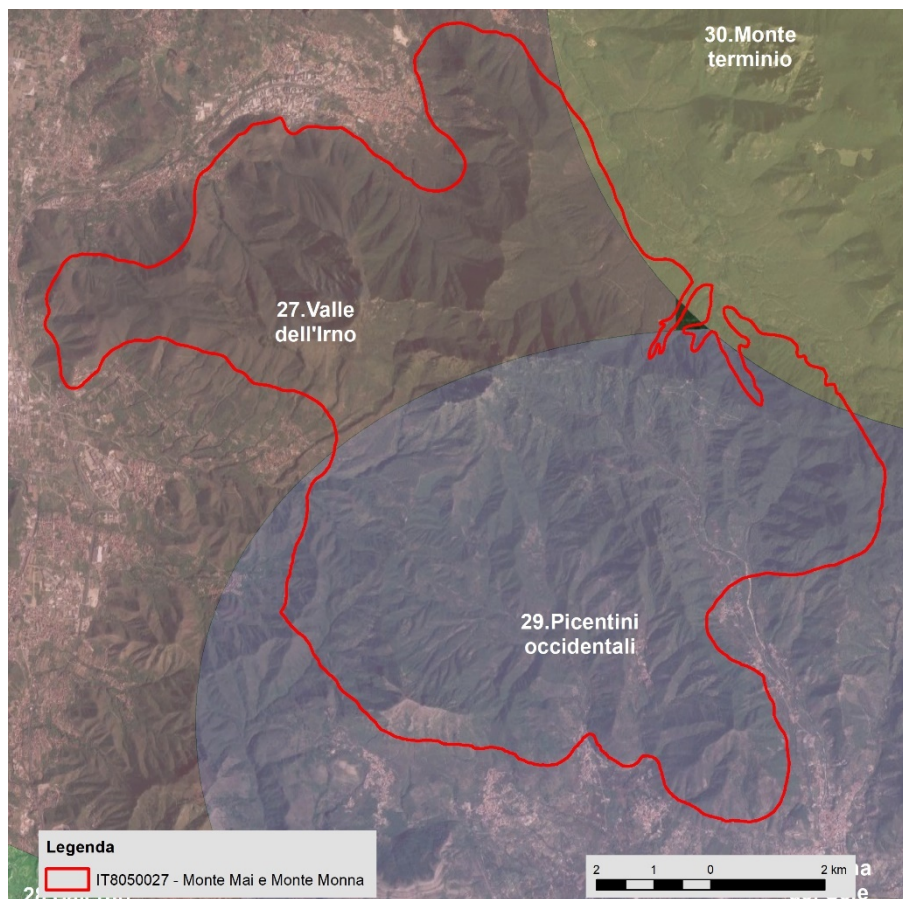 30.Monte
terminio
27.Valle
dell'Irno
29.Picentini
occidentali
Legenda
IT8050027 - Monte Mai e Monte Monna
2 1 0 2 km